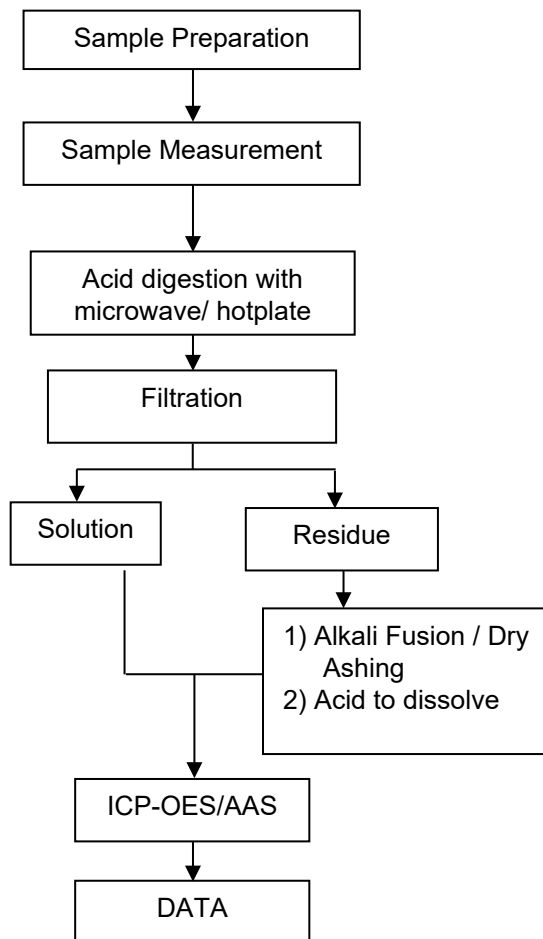 Sample Preparation
Sample Measurement
Acid digestion with
microwave/ hotplate
Filtration
Solution
Residue
1) Alkali Fusion / Dry
Ashing
2) Acid to dissolve
ICP-OES/AAS
DATA